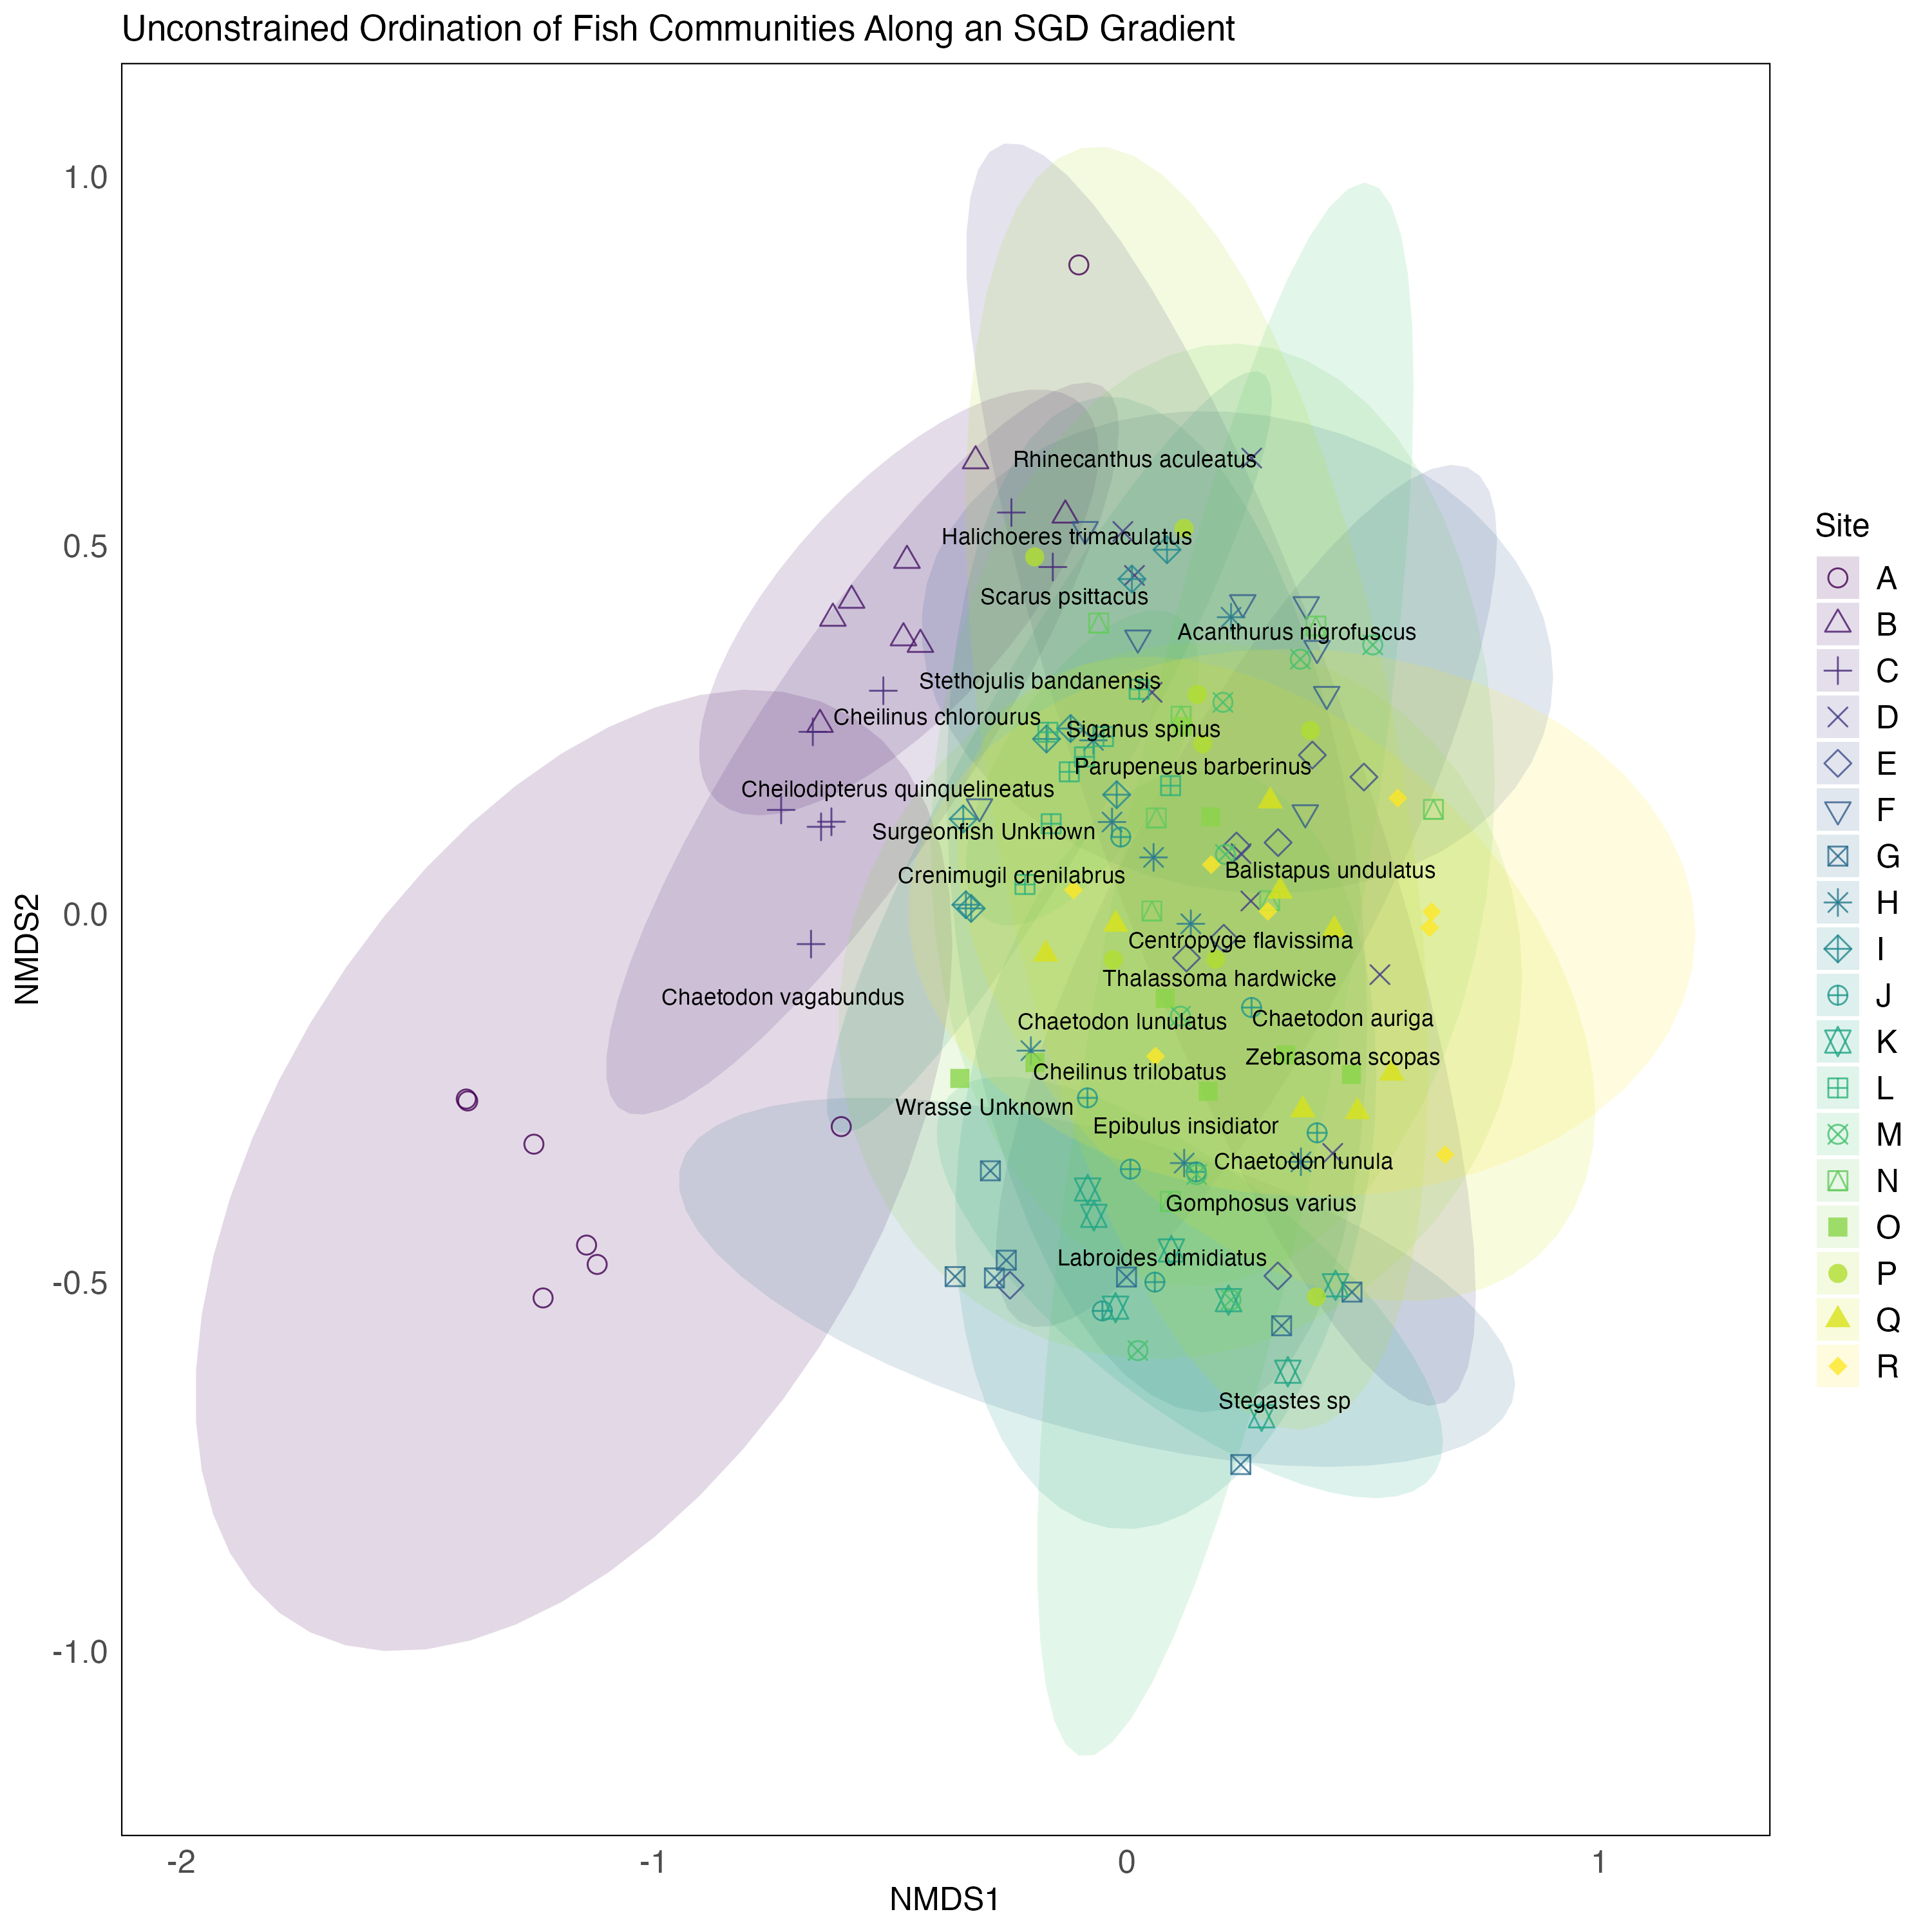 Unconstrained Ordination of Fish Communities Along an SGD Gradient
1.0
0.5
0.0
-0.5
-1.0
NMDS2
Rhinecanthus aculeatus
Halichoeres trimaculatus
Scarus psittacus
Acanthurus nigrofuscus
Stethojulis bandanensis
Cheilinus chlorourus
Siganus spinus
Parupeneus barberinus
Cheilodipterus quinquelineatus
Surgeonfish Unknown
Balistapus undulatus
Crenimugil crenilabrus
Centropyge flavissima
Thalassoma hardwicke
Chaetodon vagabundus
Chaetodon lunulatus
Chaetodon auriga
Zebrasoma scopas
Cheilinus trilobatus
Wrasse Unknown
Epibulus insidiator
Chaetodon lunula
Gomphosus varius
Labroides dimidiatus
Stegastes sp
-2
-1
0
1
NMDS1
Site
A
B
C
D
E
F
G
H
I
J
K
L
M
N
O
P
Q
R